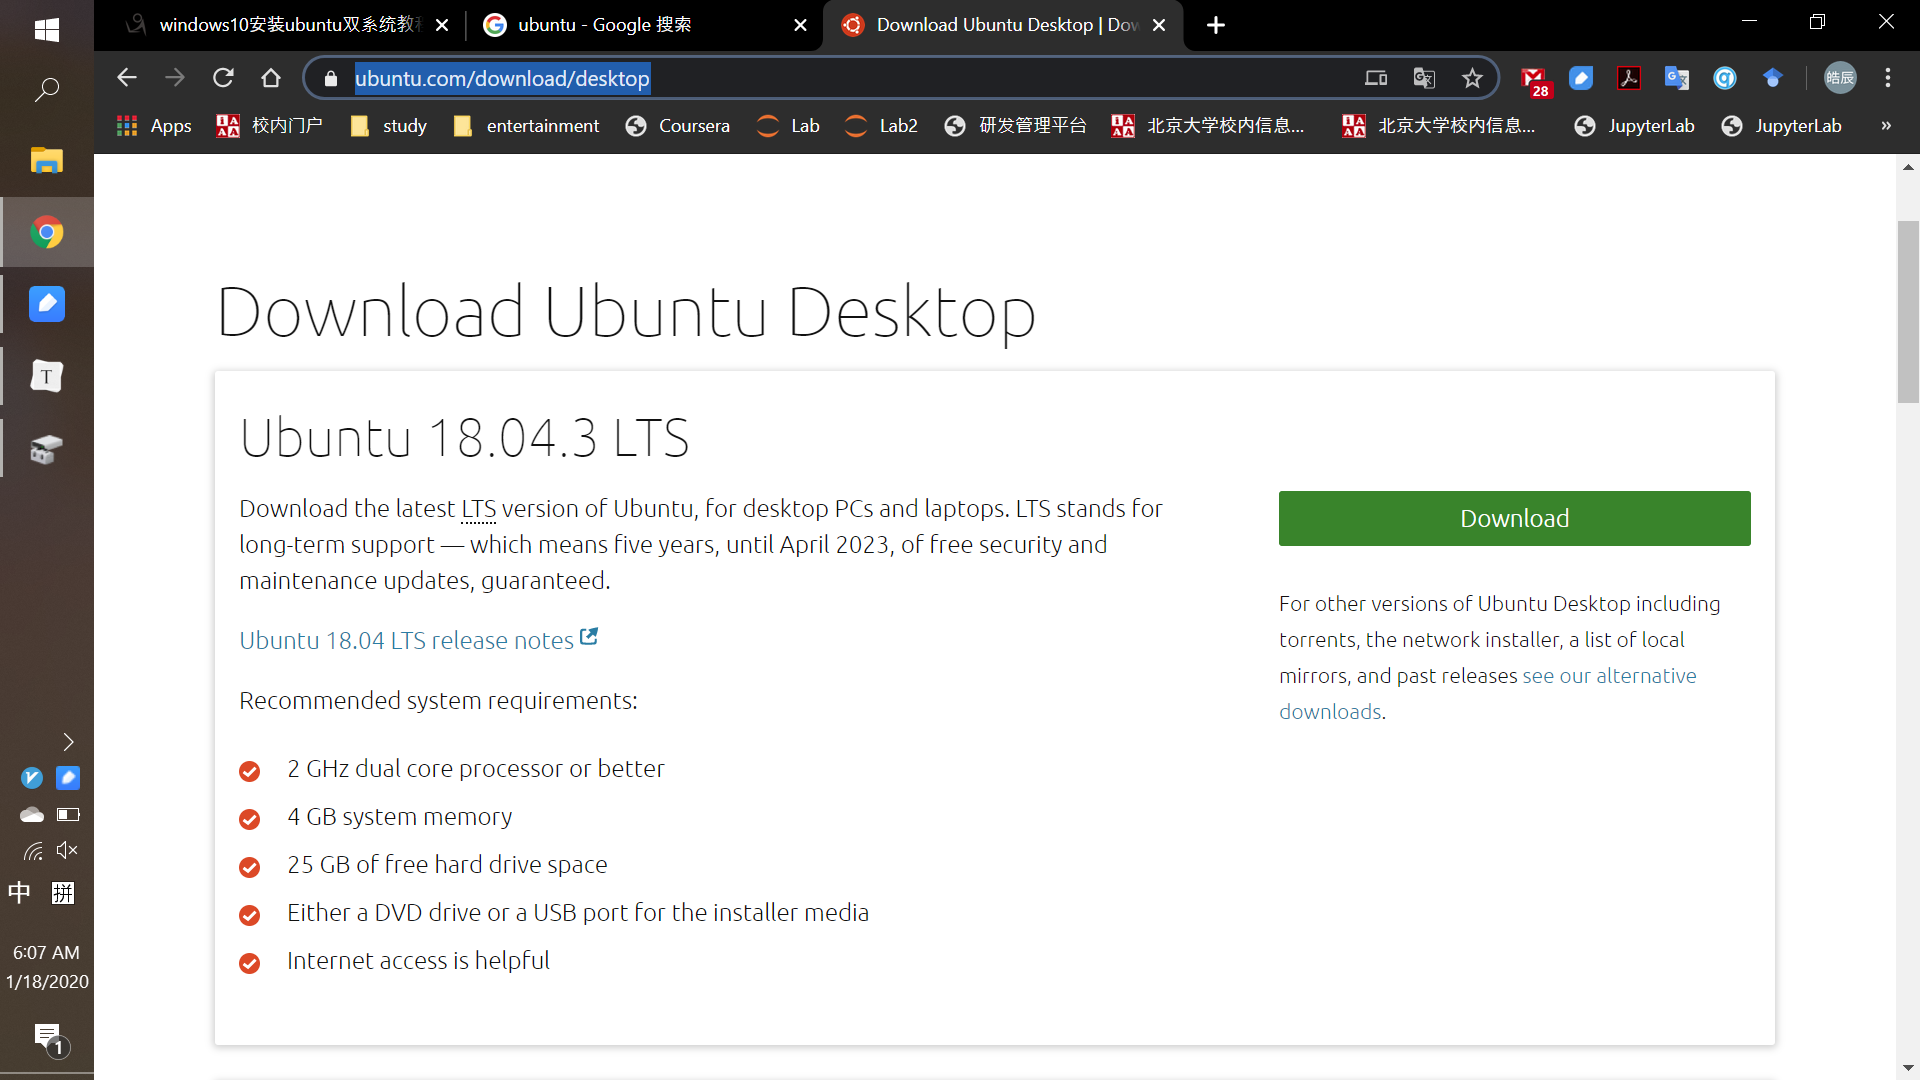 windows10安装ubuntu双系统教程
ubuntu - Google 搜索
Download Ubuntu Desktop | Dow
ubuntu.com/download/desktop
28
皓辰
Apps
校内门户
study
entertainment
Coursera
Lab
Lab2
研发管理平台
北京大学校内信息...
北京大学校内信息...
JupyterLab
JupyterLab
»
Download Ubuntu Desktop
Ubuntu 18.04.3 LTS
Download the latest LTS version of Ubuntu, for desktop PCs and laptops. LTS stands for
long-term support — which means five years, until April 2023, of free security and
maintenance updates, guaranteed.
Ubuntu 18.04 LTS release notes
Recommended system requirements:
2 GHz dual core processor or better
4 GB system memory
25 GB of free hard drive space
Either a DVD drive or a USB port for the installer media
Internet access is helpful
Download
For other versions of Ubuntu Desktop including
torrents, the network installer, a list of local
mirrors, and past releases see our alternative
downloads.
T
中 拼
6:07 AM
1/18/2020
1